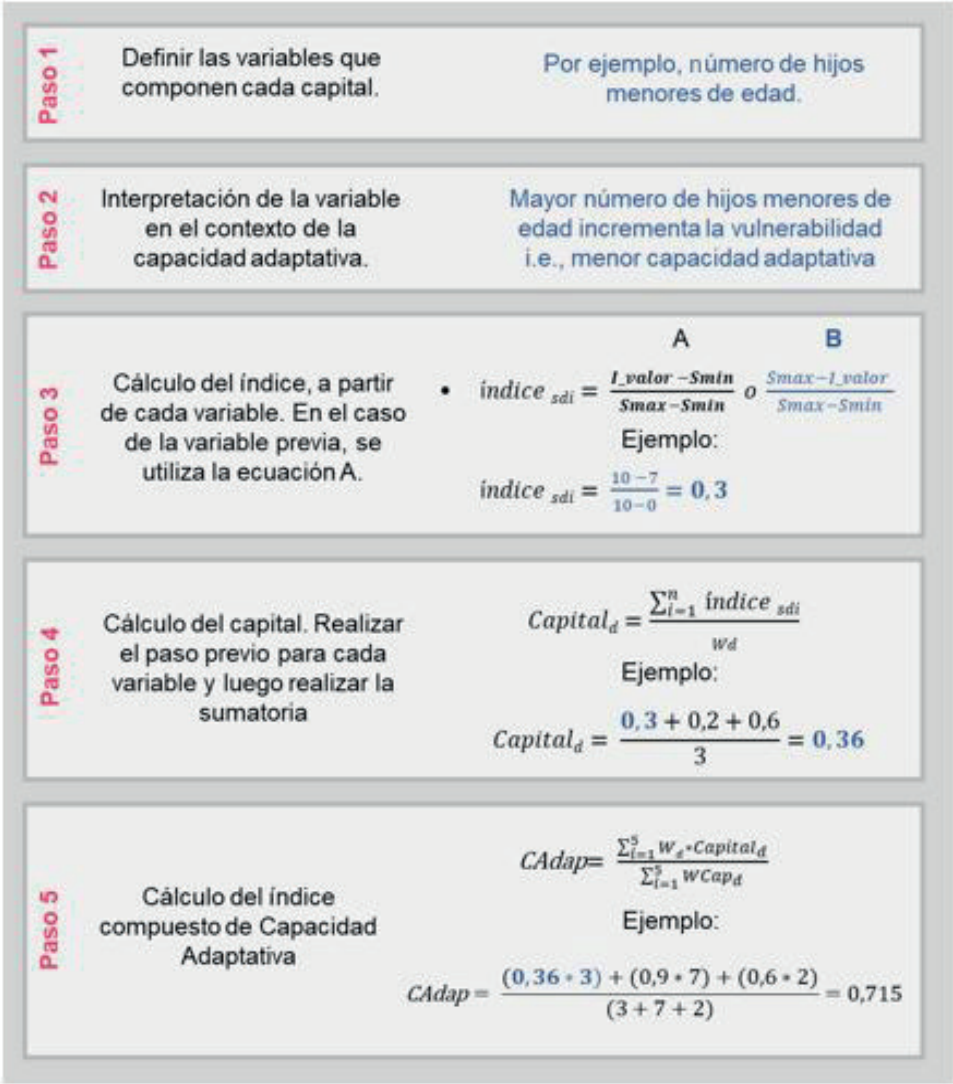 Paso 1
Definir las variables que
componen cada capital.
Por ejemplo, número de hijos
menores de edad.
Paso 2
Interpretación de la variable
en el contexto de la
capacidad adaptativa.
Mayor número de hijos menores de
edad incrementa la vulnerabilidad
i.e., menor capacidad adaptativa
Paso 3
Cálculo del índice, a partir
de cada variable. En el caso
de la variable previa, se
utiliza la ecuación A.
A B
• índice sdi = (I_valor − Smin)/(Smax − Smin) o (Smax − I_valor)/(Smax − Smin)
Ejemplo:
índice sdi = (10 − 7)/(10 − 0) = 0,3
Paso 4
Cálculo del capital. Realizar
el paso previo para cada
variable y luego realizar la
sumatoria
Capital_d = (∑_{i=1}^{n} índice sdi)/Wd
Ejemplo:
Capital_d = (0,3 + 0,2 + 0,6)/3 = 0,36
Paso 5
Cálculo del índice
compuesto de Capacidad
Adaptativa
CAdap= (∑_{i=1}^{5} W_d*Capital_d)/(∑_{i=1}^{5} WCap_d)
Ejemplo:
CAdap = ((0,36 * 3) + (0,9 * 7) + (0,6 * 2))/(3 + 7 + 2) = 0,715